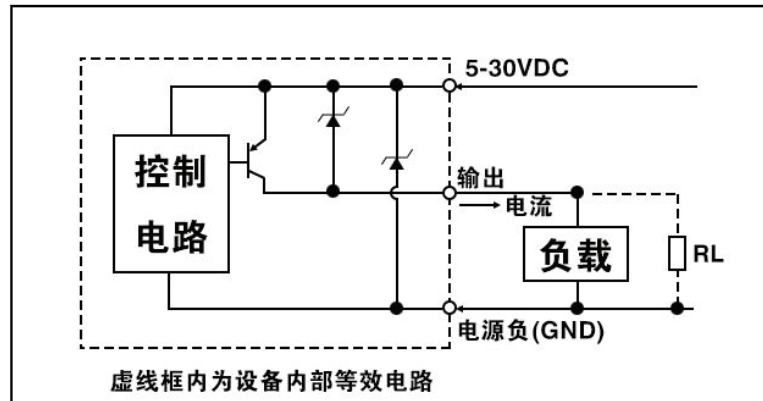 5-30VDC
控制
电路
输出
电流
负载
RL
电源负(GND)
虚线框内为设备内部等效电路